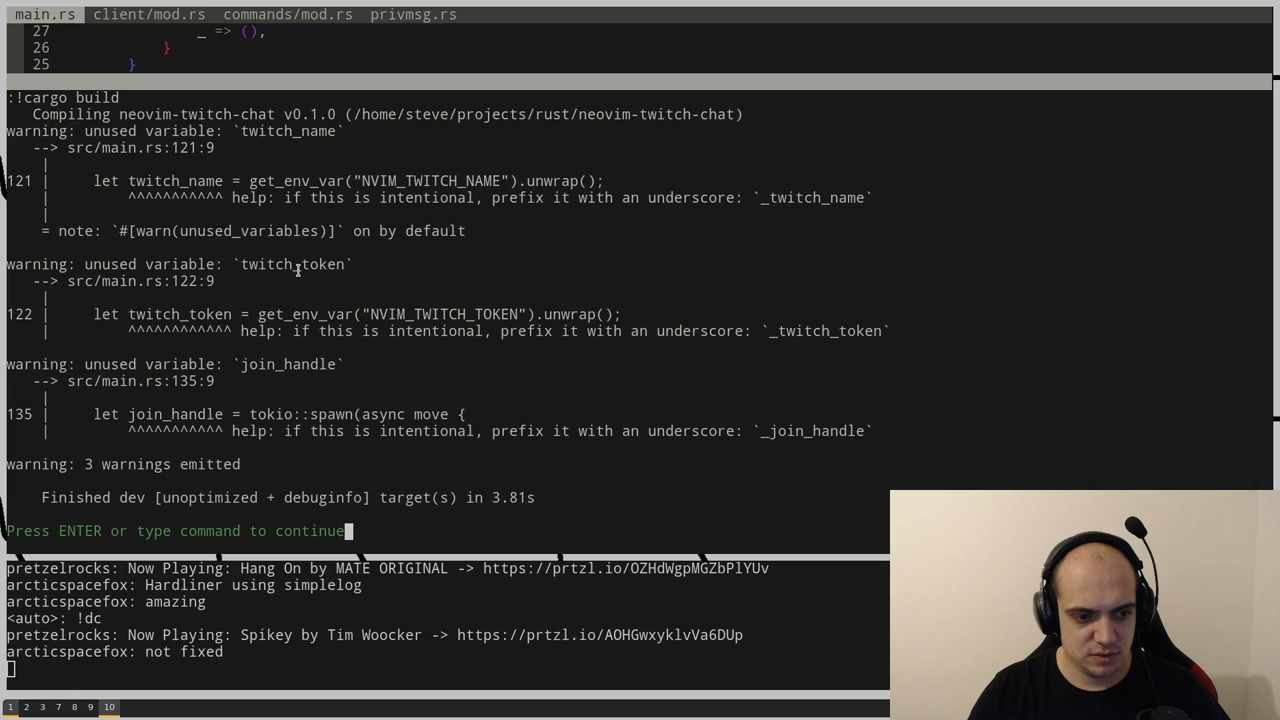 main.rs client/mod.rs commands/mod.rs privmsg.rs
27 _ => (),
26 }
25 }
:!cargo build
Compiling neovim-twitch-chat v0.1.0 (/home/steve/projects/rust/neovim-twitch-chat)
warning: unused variable: `twitch_name`
--> src/main.rs:121:9
|
121 | let twitch_name = get_env_var("NVIM_TWITCH_NAME").unwrap();
| ^^^^^^^^^^^ help: if this is intentional, prefix it with an underscore: `_twitch_name`
|
= note: `#[warn(unused_variables)]` on by default
warning: unused variable: `twitch_token`
--> src/main.rs:122:9
|
122 | let twitch_token = get_env_var("NVIM_TWITCH_TOKEN").unwrap();
| ^^^^^^^^^^^^ help: if this is intentional, prefix it with an underscore: `_twitch_token`
warning: unused variable: `join_handle`
--> src/main.rs:135:9
|
135 | let join_handle = tokio::spawn(async move {
| ^^^^^^^^^^^ help: if this is intentional, prefix it with an underscore: `_join_handle`
warning: 3 warnings emitted
Finished dev [unoptimized + debuginfo] target(s) in 3.81s
Press ENTER or type command to continue
pretzelrocks: Now Playing: Hang On by MATE ORIGINAL -> https://prtzl.io/OZHdWgpMGZbPlYUv
arcticspacefox: Hardliner using simplelog
arcticspacefox: amazing
<auto>: !dc
pretzelrocks: Now Playing: Spikey by Tim Woocker -> https://prtzl.io/AOHGwxyklvVa6DUp
arcticspacefox: not fixed
1 2 3 7 8 9 10